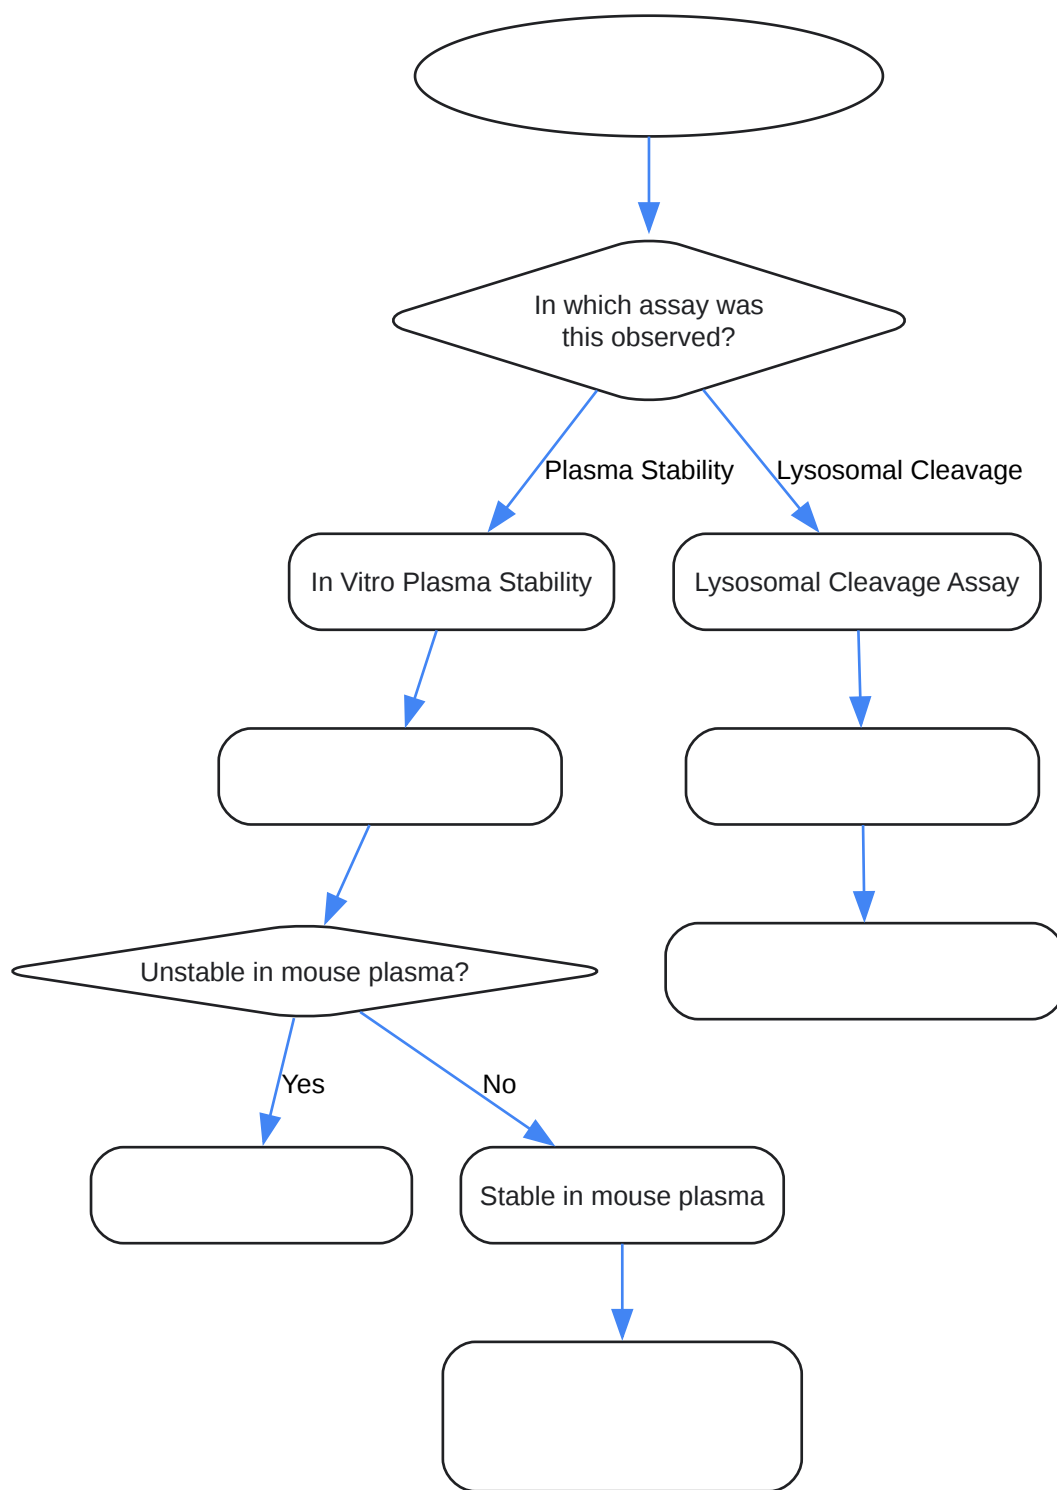 In which assay was
this observed?
Plasma Stability
Lysosomal Cleavage
In Vitro Plasma Stability
Lysosomal Cleavage Assay
Unstable in mouse plasma?
Yes
No
Stable in mouse plasma